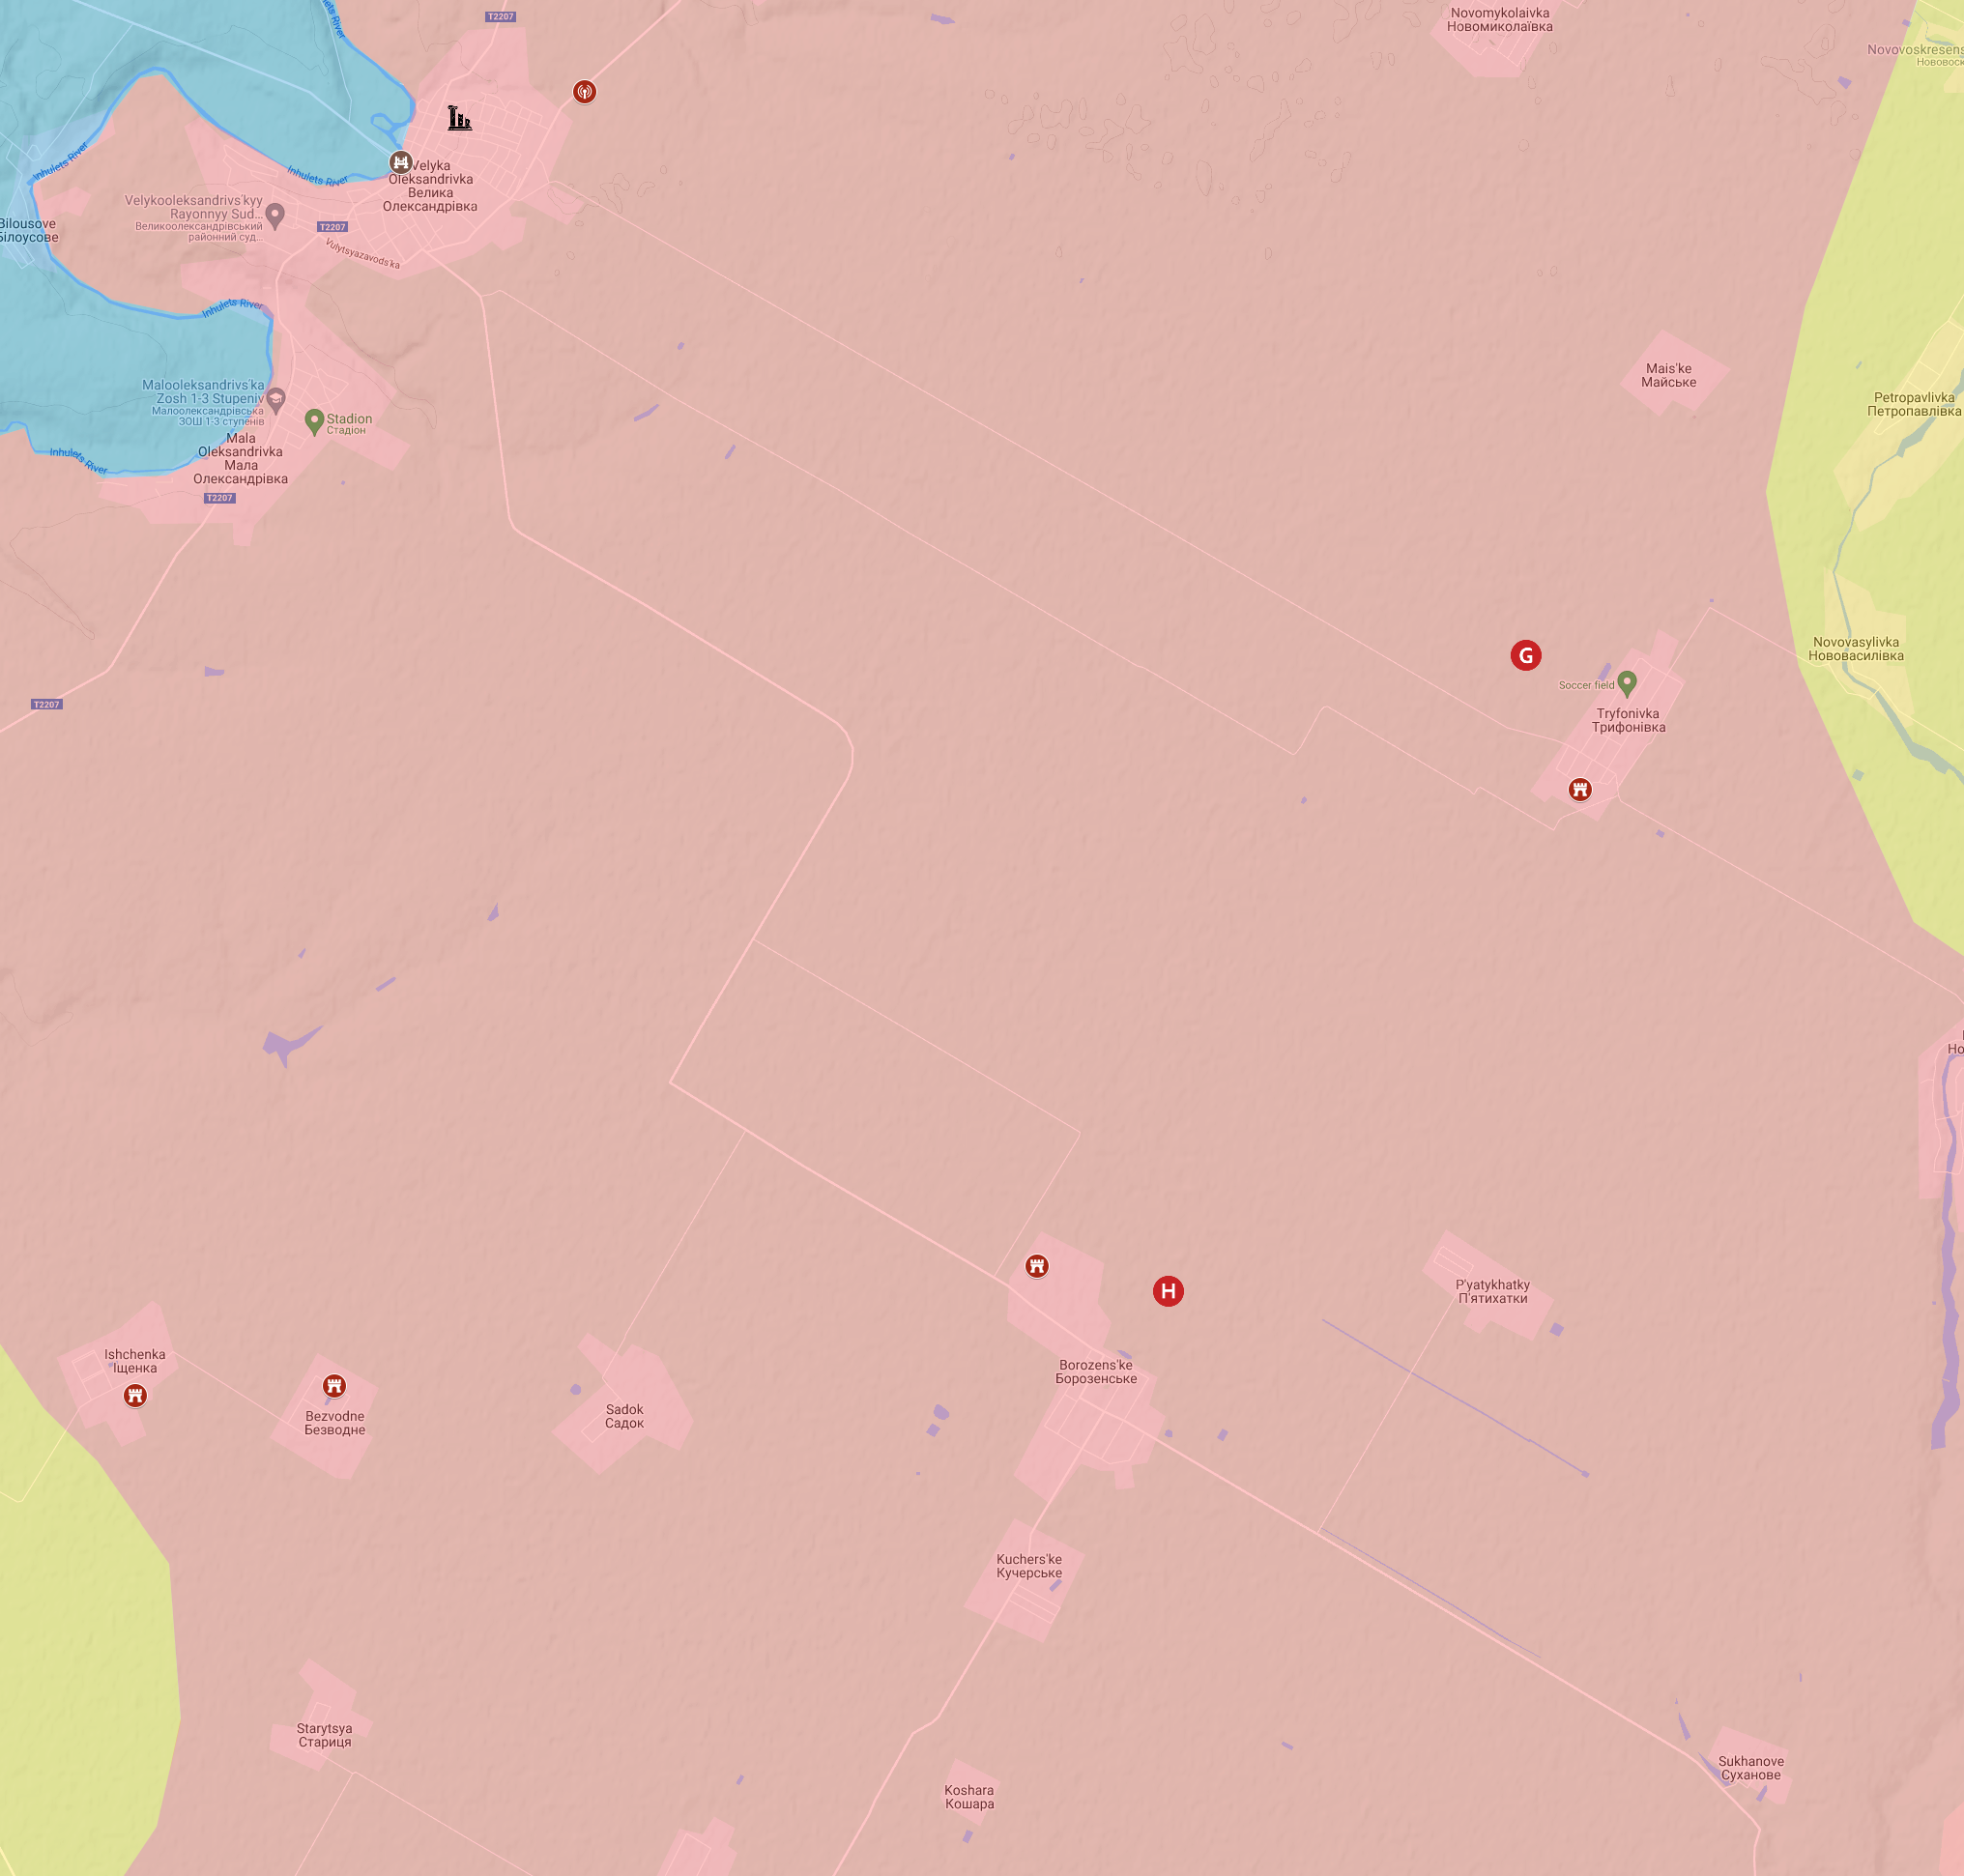 T2207
Novomykolaivka
Новомиколаївка
Inhulets River
Velyka
Oleksandrivka
Велика
Олександрівка
Inhulets River
Inhulets River
Velykooleksandrivs'kyy
Rayonnyy Sud...
Великоолександрівський
районний суд...
T2207
Vulytsyazavods'ka
Bilousove
Білоусове
Inhulets River
Mais'ke
Майське
Petropavlivka
Петропавлівка
Malooleksandrivs'ka
Zosh 1-3 Stupeniv
Малоолександрівська
ЗОШ 1-3 ступенів
Stadion
Стадіон
Mala
Oleksandrivka
Мала
Олександрівка
Inhulets River
T2207
Novovasylivka
Нововасилівка
G
Soccer field
Tryfonivka
Трифонівка
T2207
H
P'yatykhatky
П'ятихатки
Ishchenka
Іщенка
Borozens'ke
Борозенське
Bezvodne
Безводне
Sadok
Садок
Kuchers'ke
Кучерське
Starytsya
Стариця
Sukhanove
Суханове
Koshara
Кошара